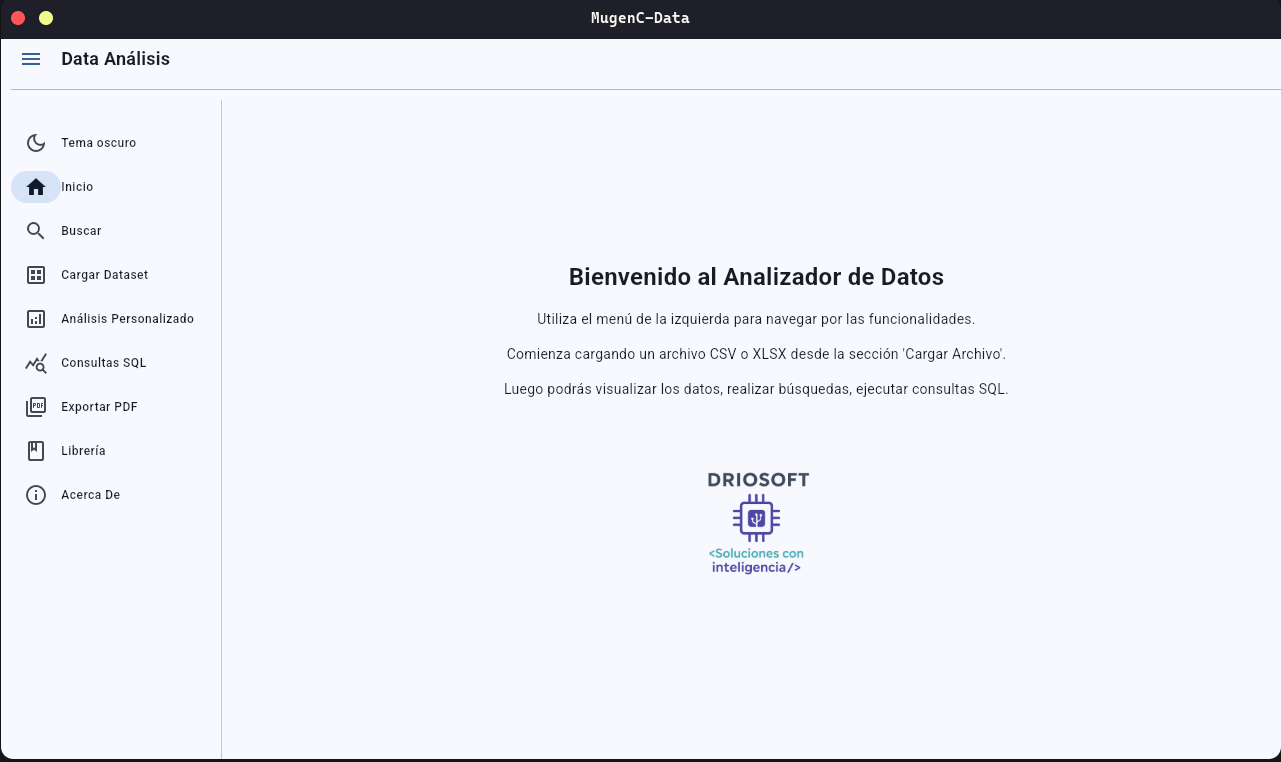 MugenC-Data
Data Análisis
Tema oscuro
Inicio
Buscar
Cargar Dataset
Análisis Personalizado
Consultas SQL
Exportar PDF
Librería
Acerca De
Bienvenido al Analizador de Datos
Utiliza el menú de la izquierda para navegar por las funcionalidades.
Comienza cargando un archivo CSV o XLSX desde la sección 'Cargar Archivo'.
Luego podrás visualizar los datos, realizar búsquedas, ejecutar consultas SQL.
DRIOSOFT
<Soluciones con
inteligencia/>